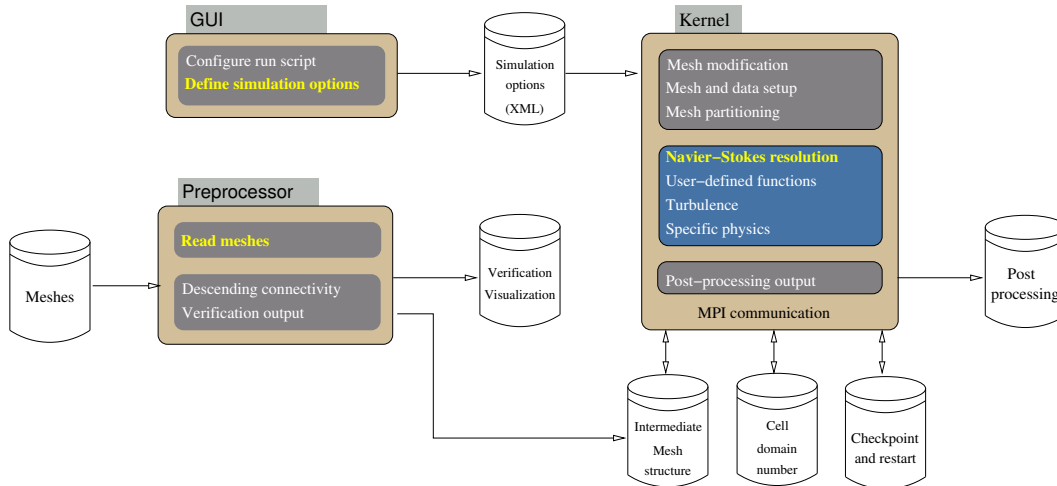 GUI
Configure run script
Define simulation options
Simulation
options
(XML)
Kernel
Mesh modification
Mesh and data setup
Mesh partitioning
Navier−Stokes resolution
User−defined functions
Turbulence
Specific physics
Post−processing output
MPI communication
Preprocessor
Read meshes
Descending connectivity
Verification output
Meshes
Verification
Visualization
Post
processing
Intermediate
Mesh
structure
Cell
domain
number
Checkpoint
and restart